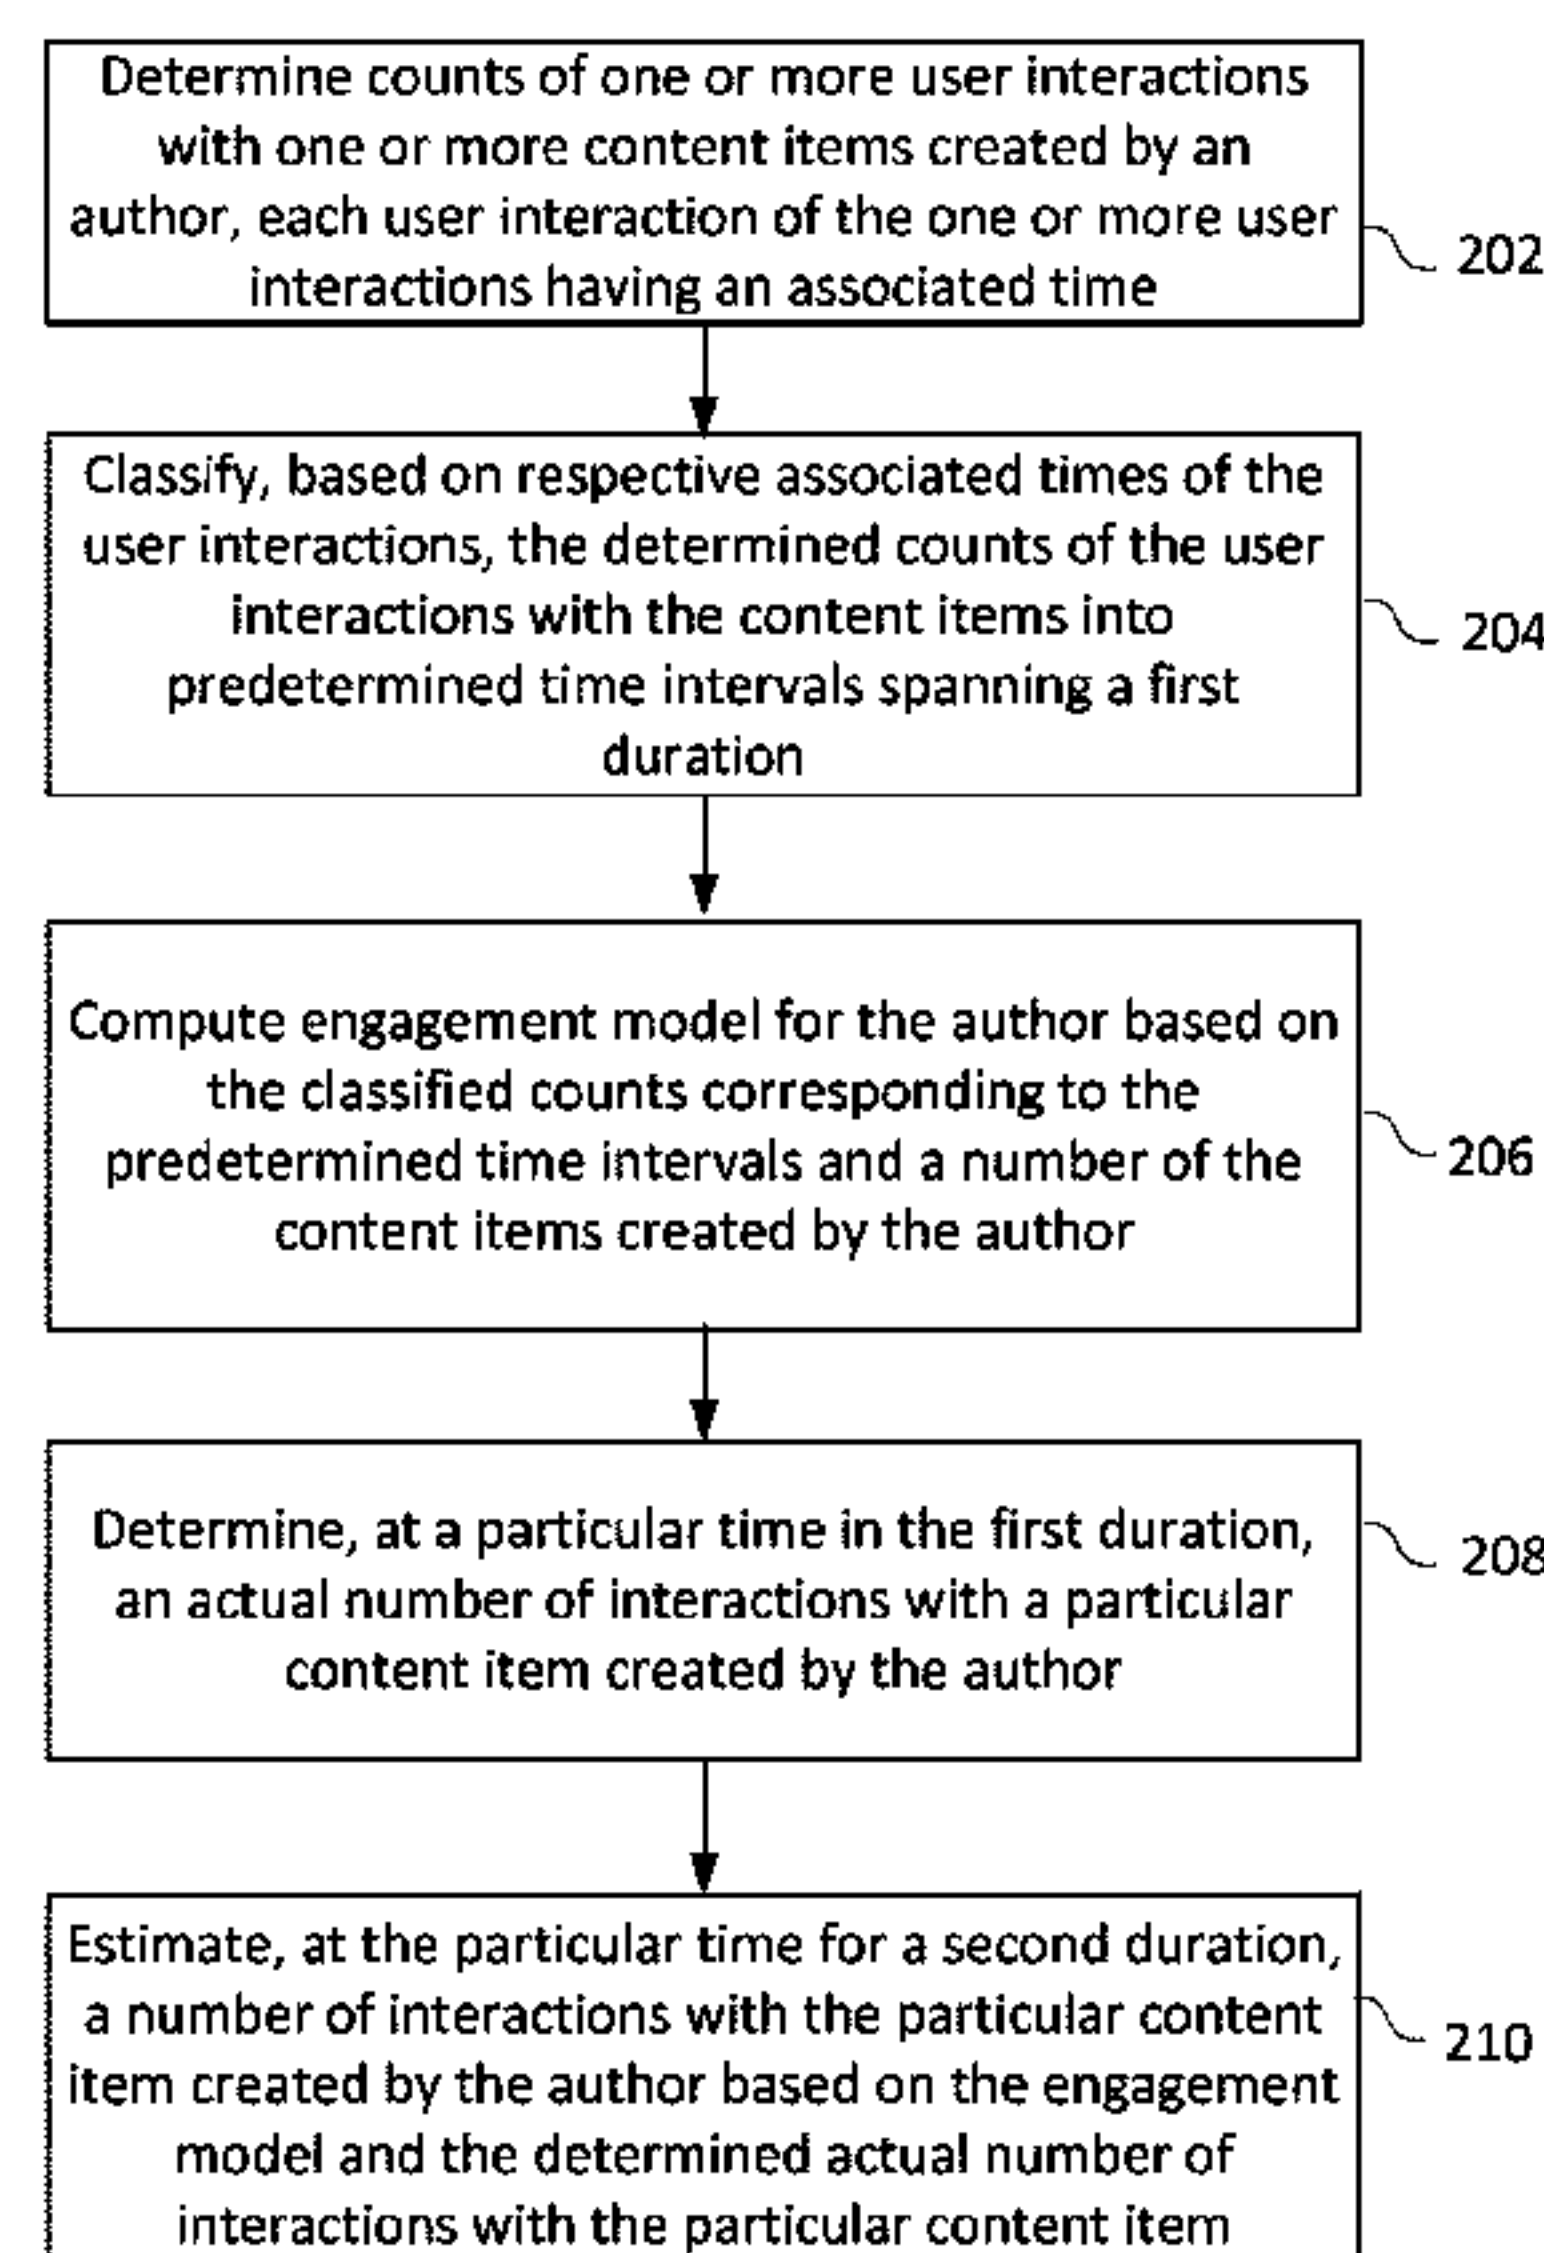 Determine counts of one or more user interactions
with one or more content items created by an
author, each user interaction of the one or more user
interactions having an associated time
202
Classify, based on respective associated times of the
user interactions, the determined counts of the user
interactions with the content items into
predetermined time intervals spanning a first
duration
204
Compute engagement model for the author based on
the classified counts corresponding to the
predetermined time intervals and a number of the
content items created by the author
206
Determine, at a particular time in the first duration,
an actual number of interactions with a particular
content item created by the author
208
Estimate, at the particular time for a second duration,
a number of interactions with the particular content
item created by the author based on the engagement
model and the determined actual number of
interactions with the particular content item
210